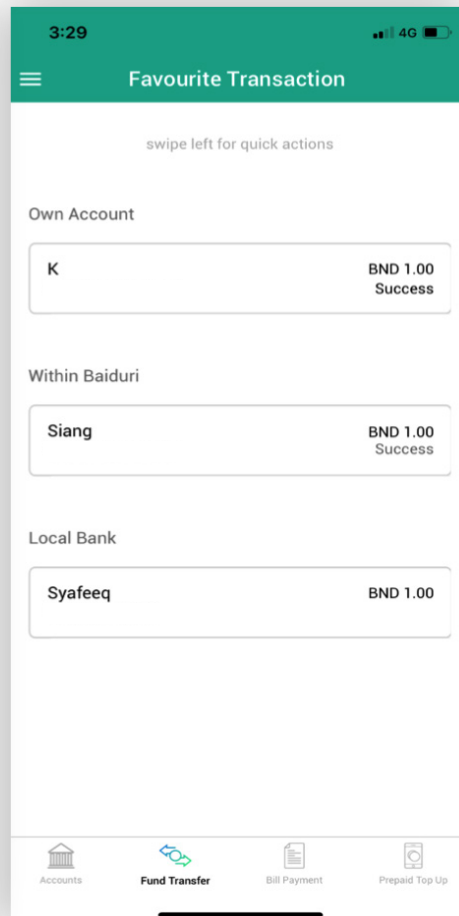 3:29
4G
Favourite Transaction
swipe left for quick actions
Own Account
K
BND 1.00
Success
Within Baiduri
Siang
BND 1.00
Success
Local Bank
Syafeeq
BND 1.00
Accounts
Fund Transfer
Bill Payment
Prepaid Top Up